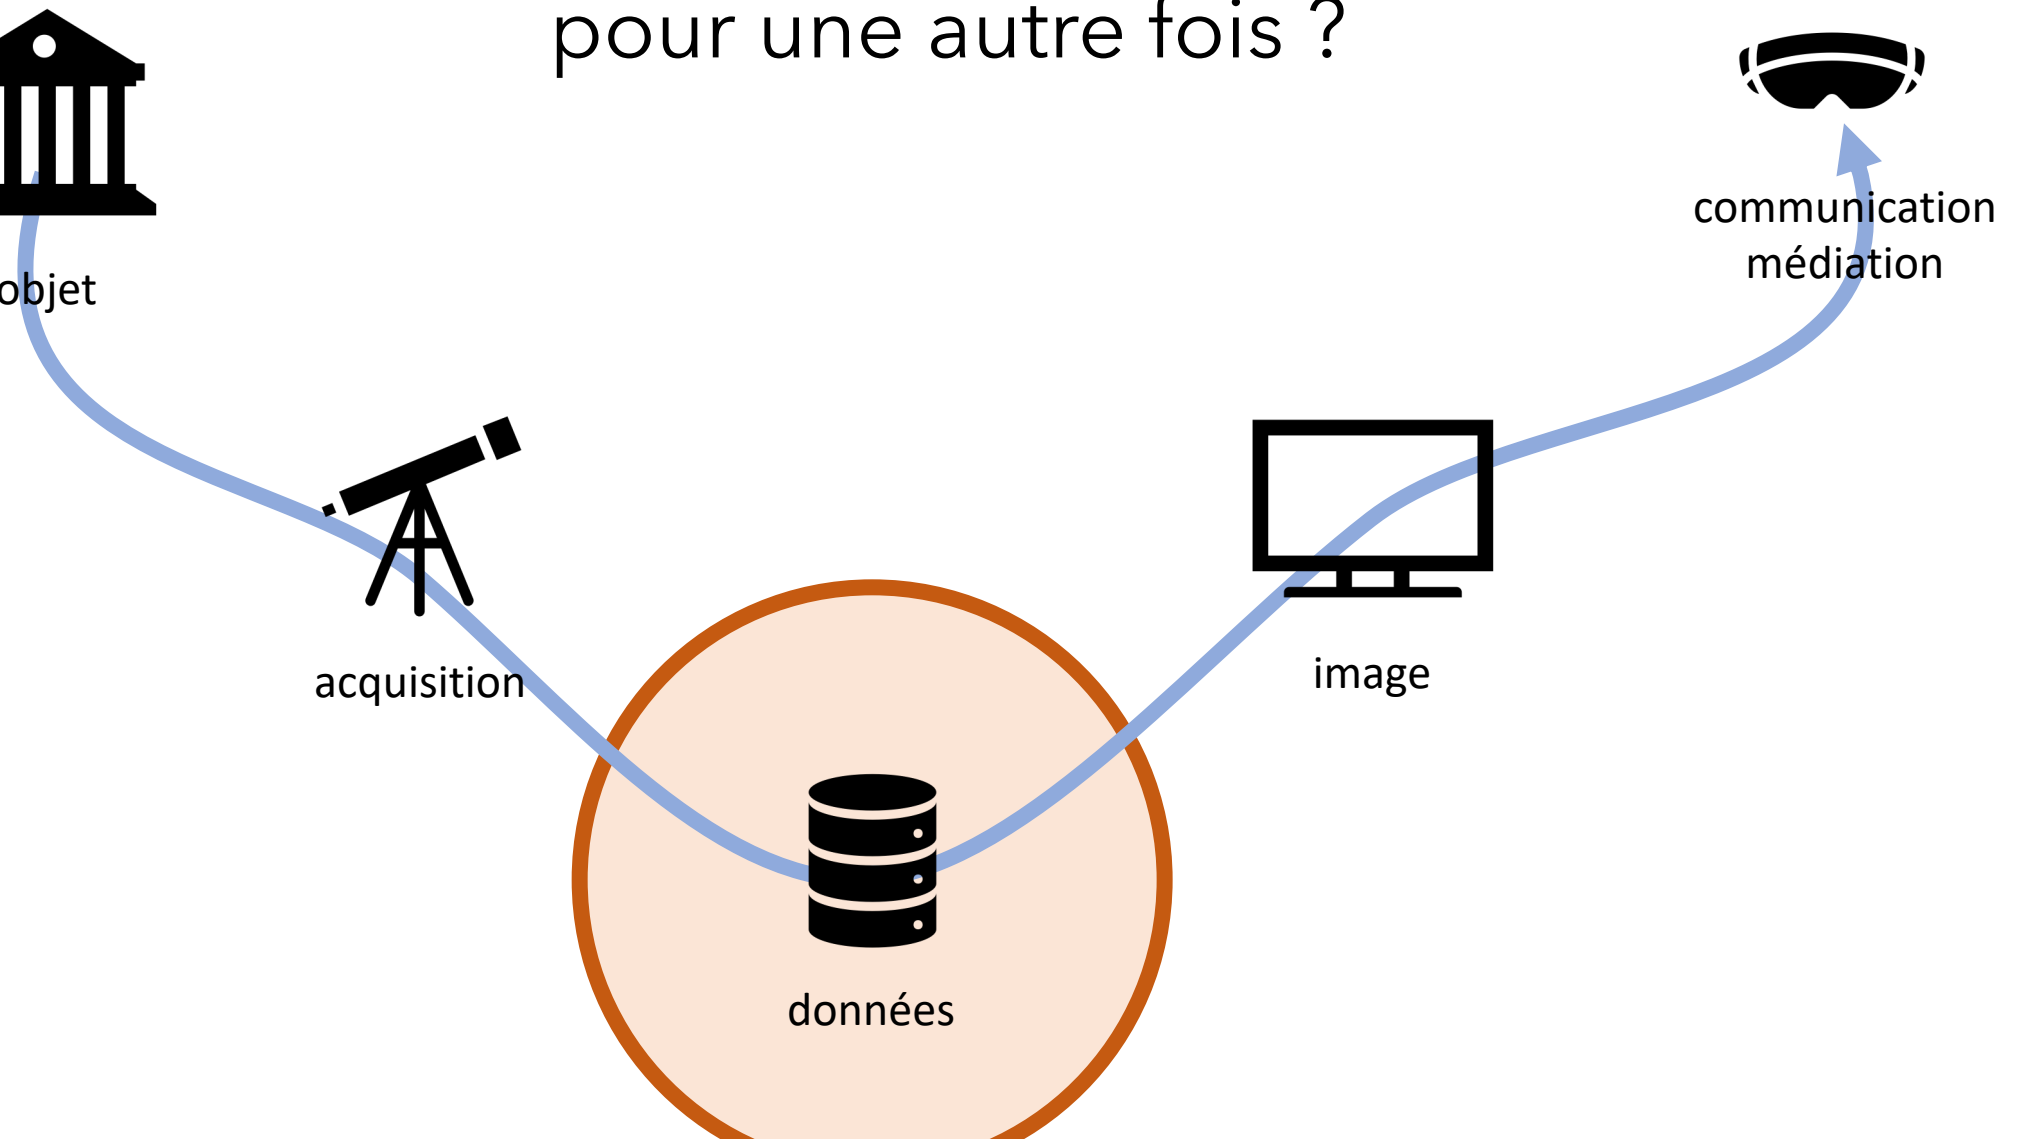 pour une autre fois ?
communication
médiation
objet
acquisition
image
données